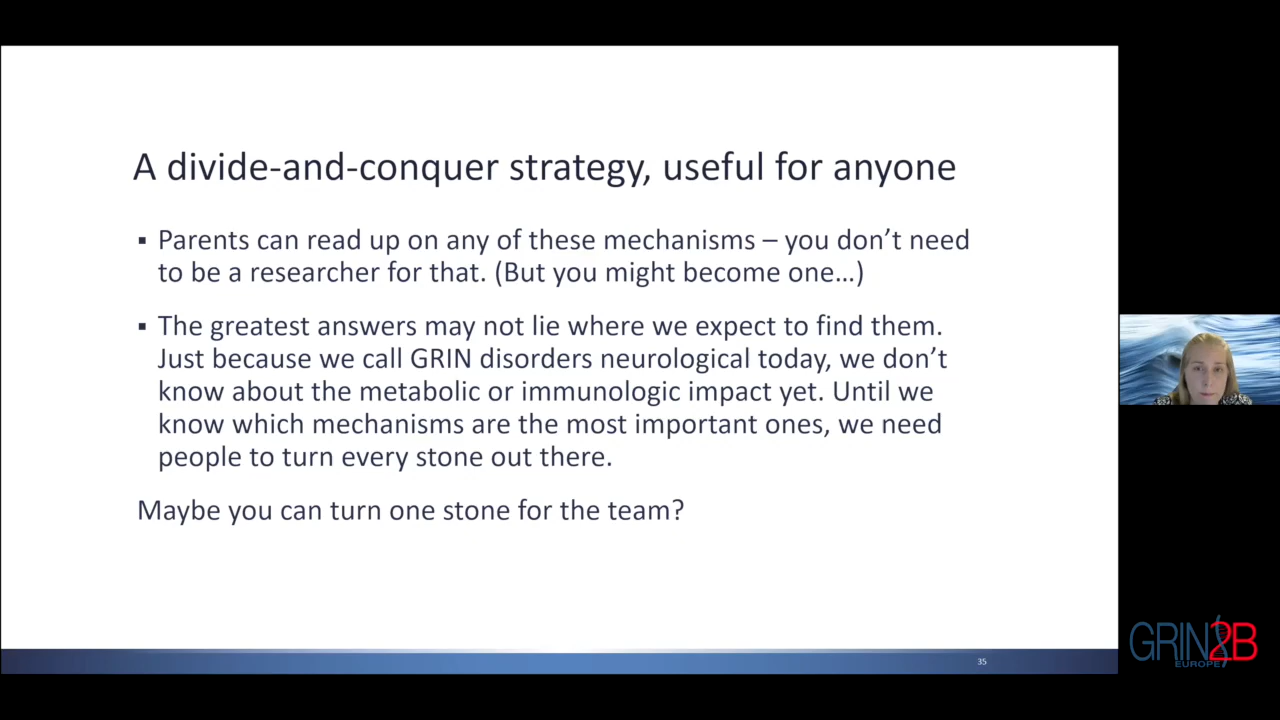 A divide-and-conquer strategy, useful for anyone
▪ Parents can read up on any of these mechanisms – you don’t need
to be a researcher for that. (But you might become one…)
▪ The greatest answers may not lie where we expect to find them.
Just because we call GRIN disorders neurological today, we don’t
know about the metabolic or immunologic impact yet. Until we
know which mechanisms are the most important ones, we need
people to turn every stone out there.
Maybe you can turn one stone for the team?
35
GRIN2B
EUROPE